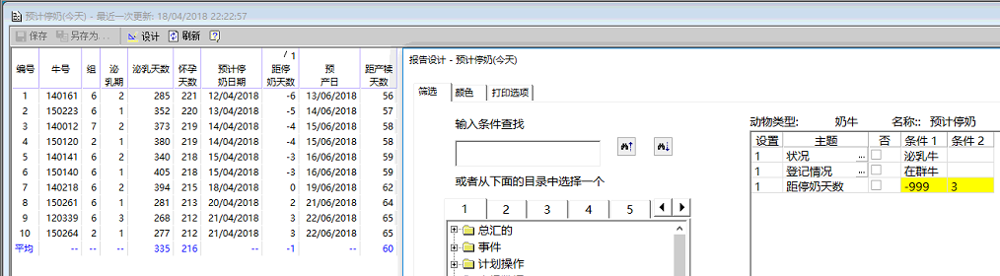 预计停奶(今天) - 最近一次更新: 18/04/2018 22:22:57
保存 另存为... 设计 刷新
/ 1
编号 牛号 组 泌乳期 泌乳天数 怀孕天数 预计停奶日期 距停奶天数 预产日 距产犊天数
1 140161 6 2 285 221 12/04/2018 -6 13/06/2018 56
2 150223 6 1 352 220 13/04/2018 -5 14/06/2018 57
3 140012 7 2 373 219 14/04/2018 -4 15/06/2018 58
4 150120 2 1 380 219 14/04/2018 -4 15/06/2018 58
5 140141 6 2 340 218 15/04/2018 -3 16/06/2018 59
6 150140 6 1 405 218 15/04/2018 -3 16/06/2018 59
7 140218 6 2 394 215 18/04/2018 0 19/06/2018 62
8 150261 6 1 281 213 20/04/2018 2 21/06/2018 64
9 120339 6 3 268 212 21/04/2018 3 22/06/2018 65
10 150264 2 1 277 212 21/04/2018 3 22/06/2018 65
平均 -- -- -- 335 216 -- -1 -- 60
报告设计 - 预计停奶(今天)
筛选 颜色 打印选项
输入条件查找
或者从下面的目录中选择一个
1 2 3 4 5
总汇的
事件
计划操作
动物类型: 奶牛 名称:: 预计停奶
设置 主题 否 条件 1 条件 2
1 状况 ... 泌乳牛
1 登记情况 ... 在群牛
1 距停奶天数 -999 3